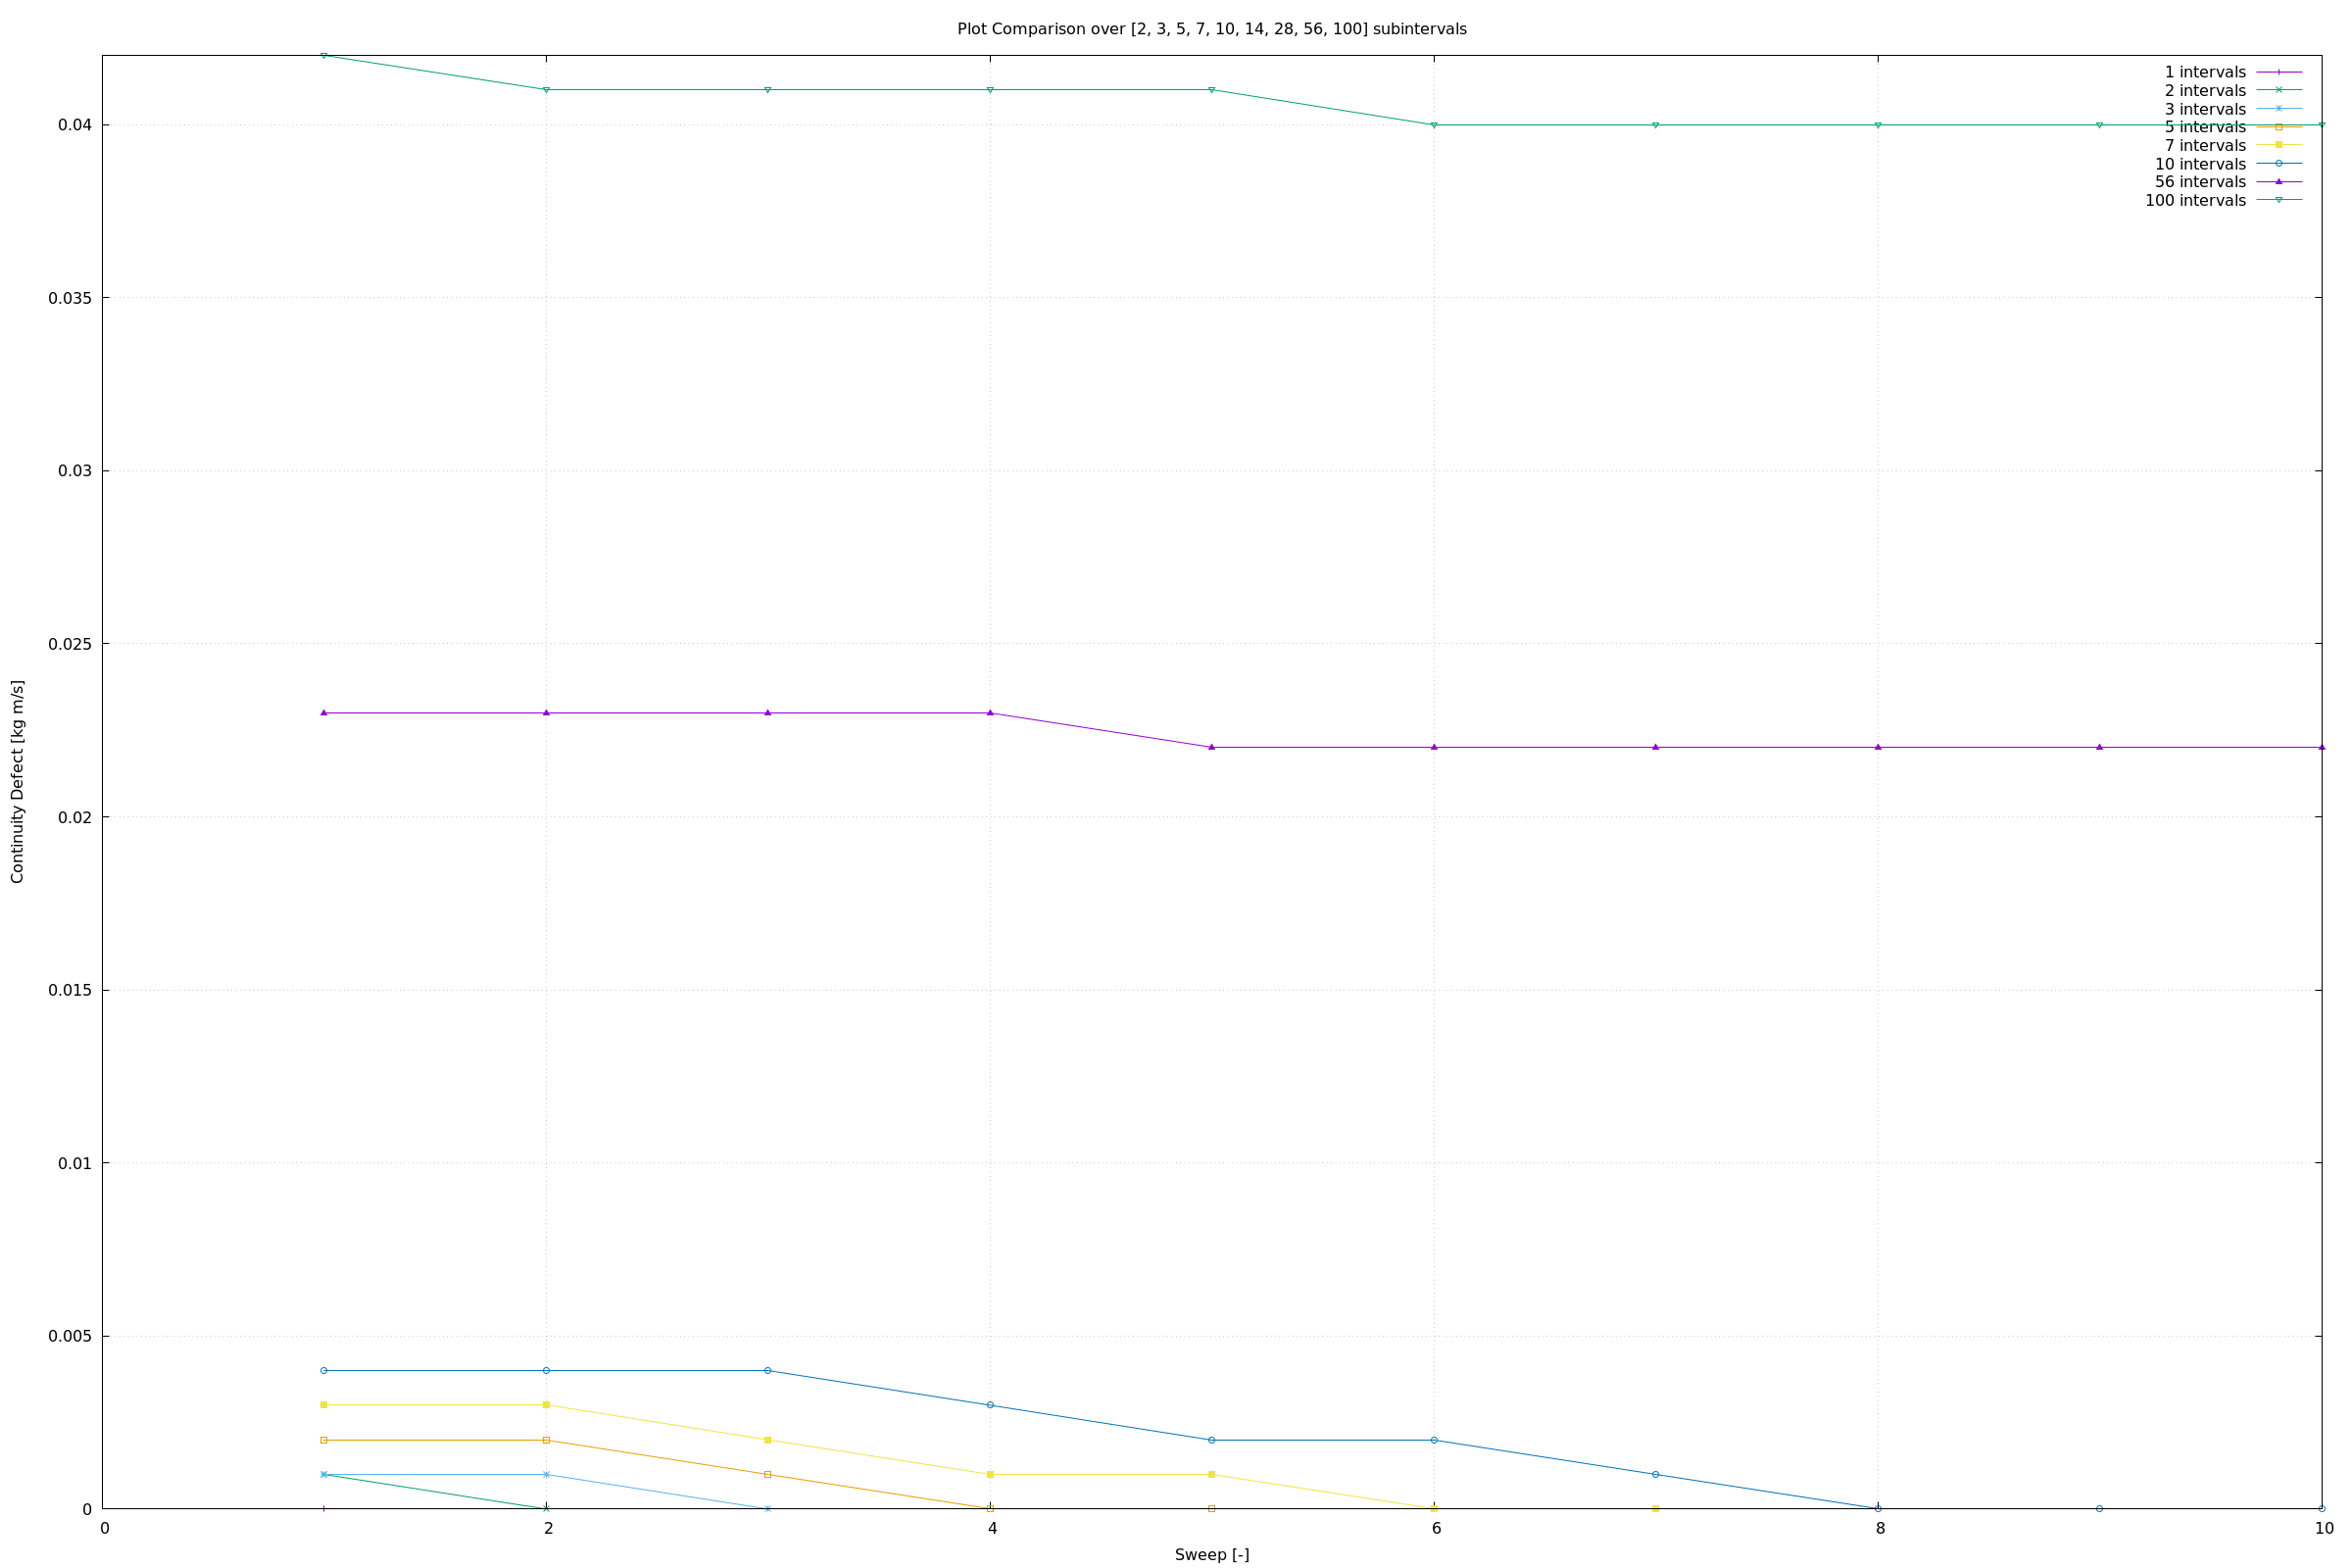 Plot Comparison over [2, 3, 5, 7, 10, 14, 28, 56, 100] subintervals
1 intervals
2 intervals
3 intervals
5 intervals
7 intervals
10 intervals
56 intervals
100 intervals
0.04
0.035
0.03
0.025
0.02
0.015
0.01
0.005
0
Continuity Defect [kg m/s]
0 2 4 6 8 10
Sweep [-]